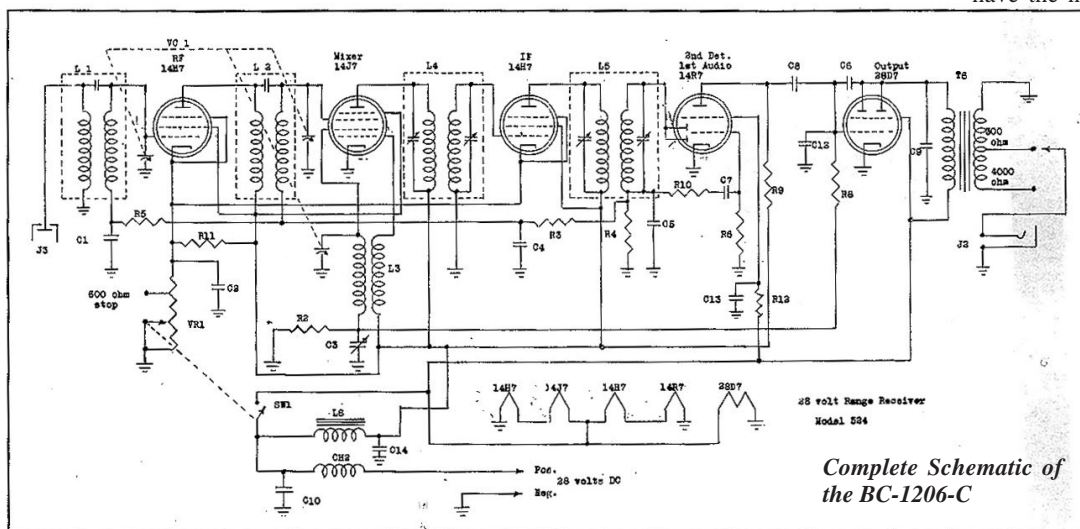 VC 1
L 1
RF
14H7
L 2
Mixer
14J7
L4
IF
14H7
L5
2nd Det.
1st Audio
14R7
C8
C6
Output
28D7
T6
C12
C9
600
ohm
4000
ohm
J3
C1
R5
R11
C2
600 ohm
stop
VR1
L3
R2
C3
C4
R3
R4
C5
R10
C7
R6
R9
R8
C13
R12
J2
SW1
L6
C14
CH2
C10
Pos.
28 volts DC
Neg.
14H7
14J7
14H7
14R7
28D7
28 volt Range Receiver
Model 524
Complete Schematic of
the BC-1206-C